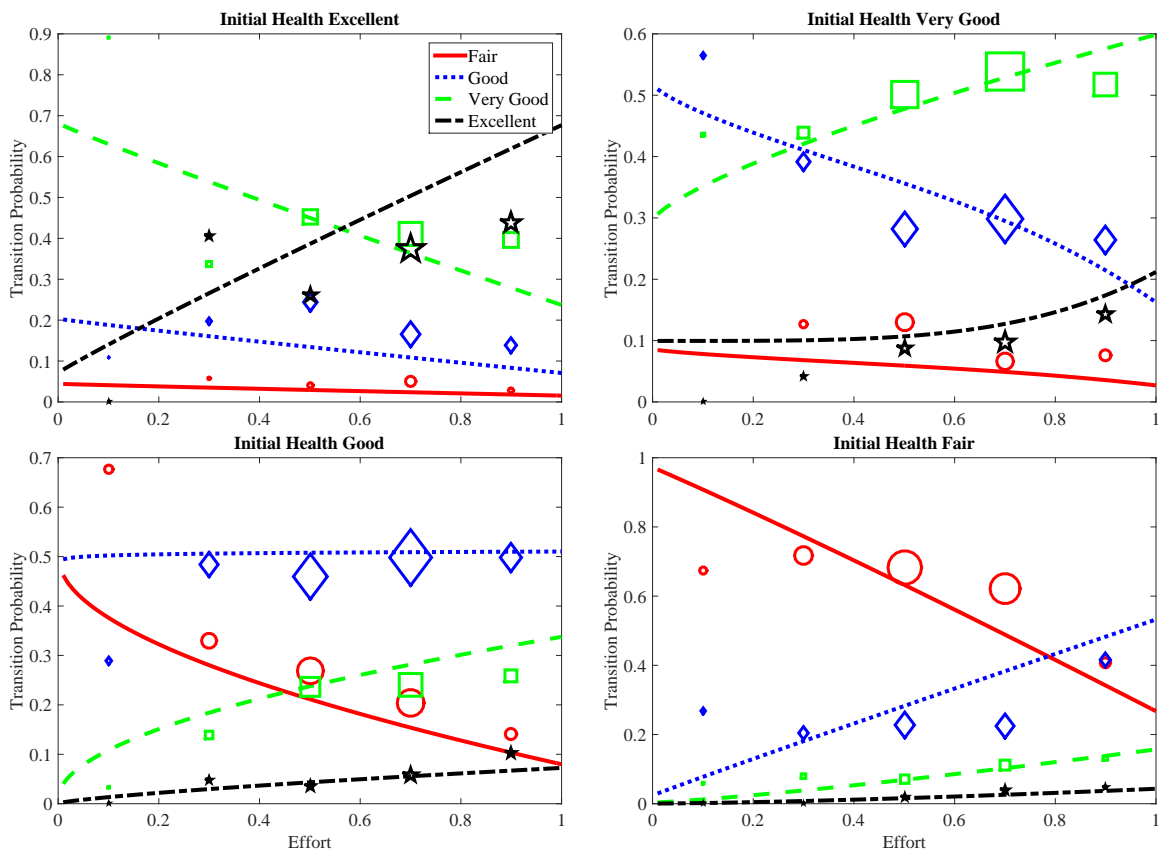 Initial Health Excellent
Transition Probability
0.9
0.8
0.7
0.6
0.5
0.4
0.3
0.2
0.1
0
0 0.2 0.4 0.6 0.8 1
Fair
Good
Very Good
Excellent
Initial Health Very Good
Transition Probability
0.6
0.5
0.4
0.3
0.2
0.1
0
0 0.2 0.4 0.6 0.8 1
Initial Health Good
Transition Probability
0.7
0.6
0.5
0.4
0.3
0.2
0.1
0
0 0.2 0.4 0.6 0.8 1
Effort
Initial Health Fair
Transition Probability
1
0.8
0.6
0.4
0.2
0
0 0.2 0.4 0.6 0.8 1
Effort